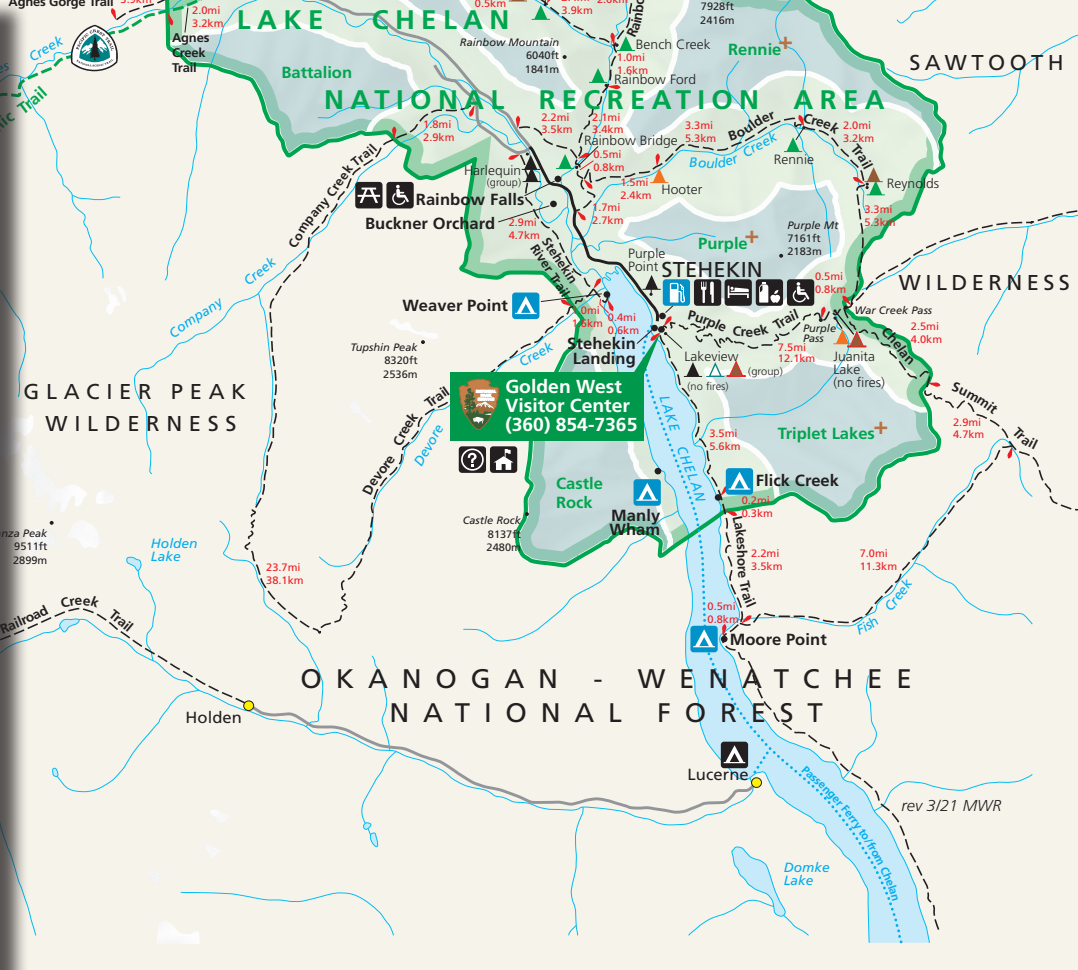 Agnes Gorge Trail
2.0mi
3.2km
Agnes
Creek
Trail
Creek
PACIFIC CREST TRAIL
Trail
LAKE CHELAN
NATIONAL RECREATION AREA
0.5km
3.9km
7928ft
2416m
Rainbow Mountain
6040ft
1841m
Bench Creek
1.0mi
1.6km
Rainbow Ford
Rennie
SAWTOOTH
WILDERNESS
Battalion
1.8mi
2.9km
2.2mi
3.5km
2.1mi
3.4km
Rainbow Bridge
0.5mi
0.8km
3.3mi
5.3km
Boulder Creek Trail
Boulder Creek
2.0mi
3.2km
Rennie
Reynolds
3.3mi
5.3km
Harlequin
(group)
1.5mi
2.4km
Hooter
Rainbow Falls
Buckner Orchard
1.7mi
2.7km
2.9mi
4.7km
Stehekin
River Trail
Company Creek Trail
Company Creek
Purple
Purple Mt
7161ft
2183m
Purple
Point
STEHEKIN
0.5mi
0.8km
War Creek Pass
Weaver Point
0.4mi
0.6km
1.6km
Purple Creek Trail
Purple
Pass
2.5mi
4.0km
Chelan Summit Trail
Stehekin
Landing
7.5mi
12.1km
Juanita
Lake
(no fires)
Lakeview
(group)
(no fires)
Tupshin Peak
8320ft
2536m
Creek
Devore
Devore Creek Trail
GLACIER PEAK
WILDERNESS
Golden West
Visitor Center
(360) 854-7365
LAKE CHELAN
2.9mi
4.7km
3.5mi
5.6km
Triplet Lakes
Castle
Rock
Flick Creek
0.2mi
0.3km
Manly
Wham
Castle Rock
8137ft
2480m
9511ft
2899m
Holden
Lake
23.7mi
38.1km
Lakeshore Trail
2.2mi
3.5km
7.0mi
11.3km
Fish Creek
Railroad Creek Trail
0.5mi
0.8km
Moore Point
OKANOGAN - WENATCHEE
NATIONAL FOREST
Holden
Lucerne
Passenger Ferry to/from Chelan
rev 3/21 MWR
Domke
Lake